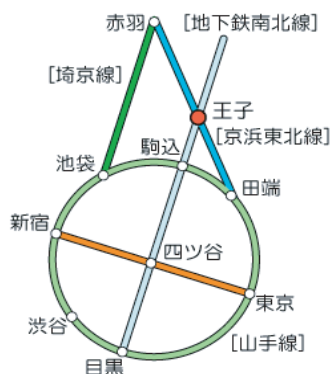 赤羽
[地下鉄南北線]
[埼京線]
王子
駒込
[京浜東北線]
池袋
田端
新宿
四ツ谷
東京
渋谷
[山手線]
目黒